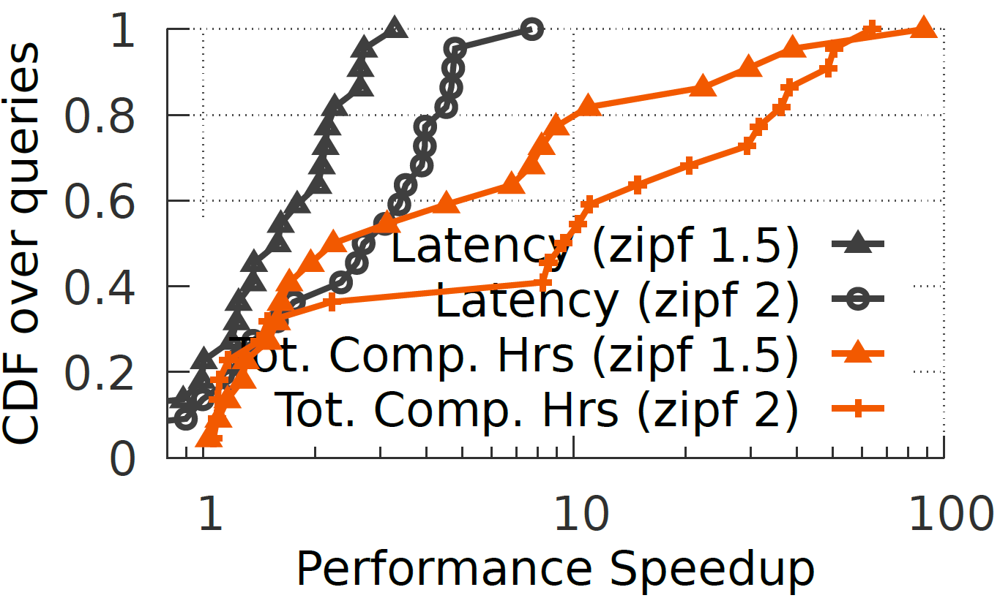 CDF over queries
1
0.8
0.6
0.4
0.2
0
Latency (zipf 1.5)
Latency (zipf 2)
Tot. Comp. Hrs (zipf 1.5)
Tot. Comp. Hrs (zipf 2)
1 10 100
Performance Speedup